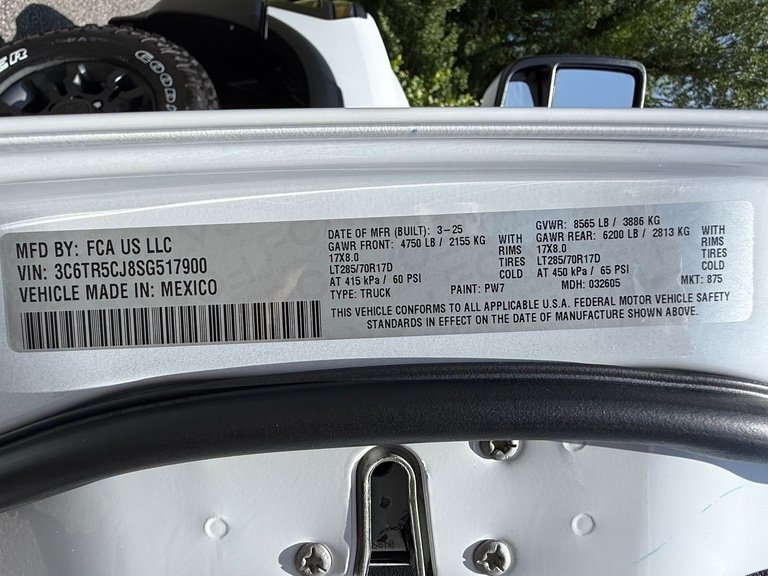 GOOD
MFD BY: FCA US LLC
VIN: 3C6TR5CJ8SG517900
VEHICLE MADE IN: MEXICO
DATE OF MFR (BUILT): 3-25
GAWR FRONT: 4750 LB / 2155 KG WITH
17X8.0 RIMS
LT285/70R17D TIRES
AT 415 kPa / 60 PSI COLD
TYPE: TRUCK PAINT: PW7
GVWR: 8565 LB / 3886 KG
GAWR REAR: 6200 LB / 2813 KG WITH
17X8.0 RIMS
LT285/70R17D TIRES
AT 450 kPa / 65 PSI COLD
MDH: 032605 MKT: 875
THIS VEHICLE CONFORMS TO ALL APPLICABLE U.S.A. FEDERAL MOTOR VEHICLE SAFETY
STANDARDS IN EFFECT ON THE DATE OF MANUFACTURE SHOWN ABOVE.